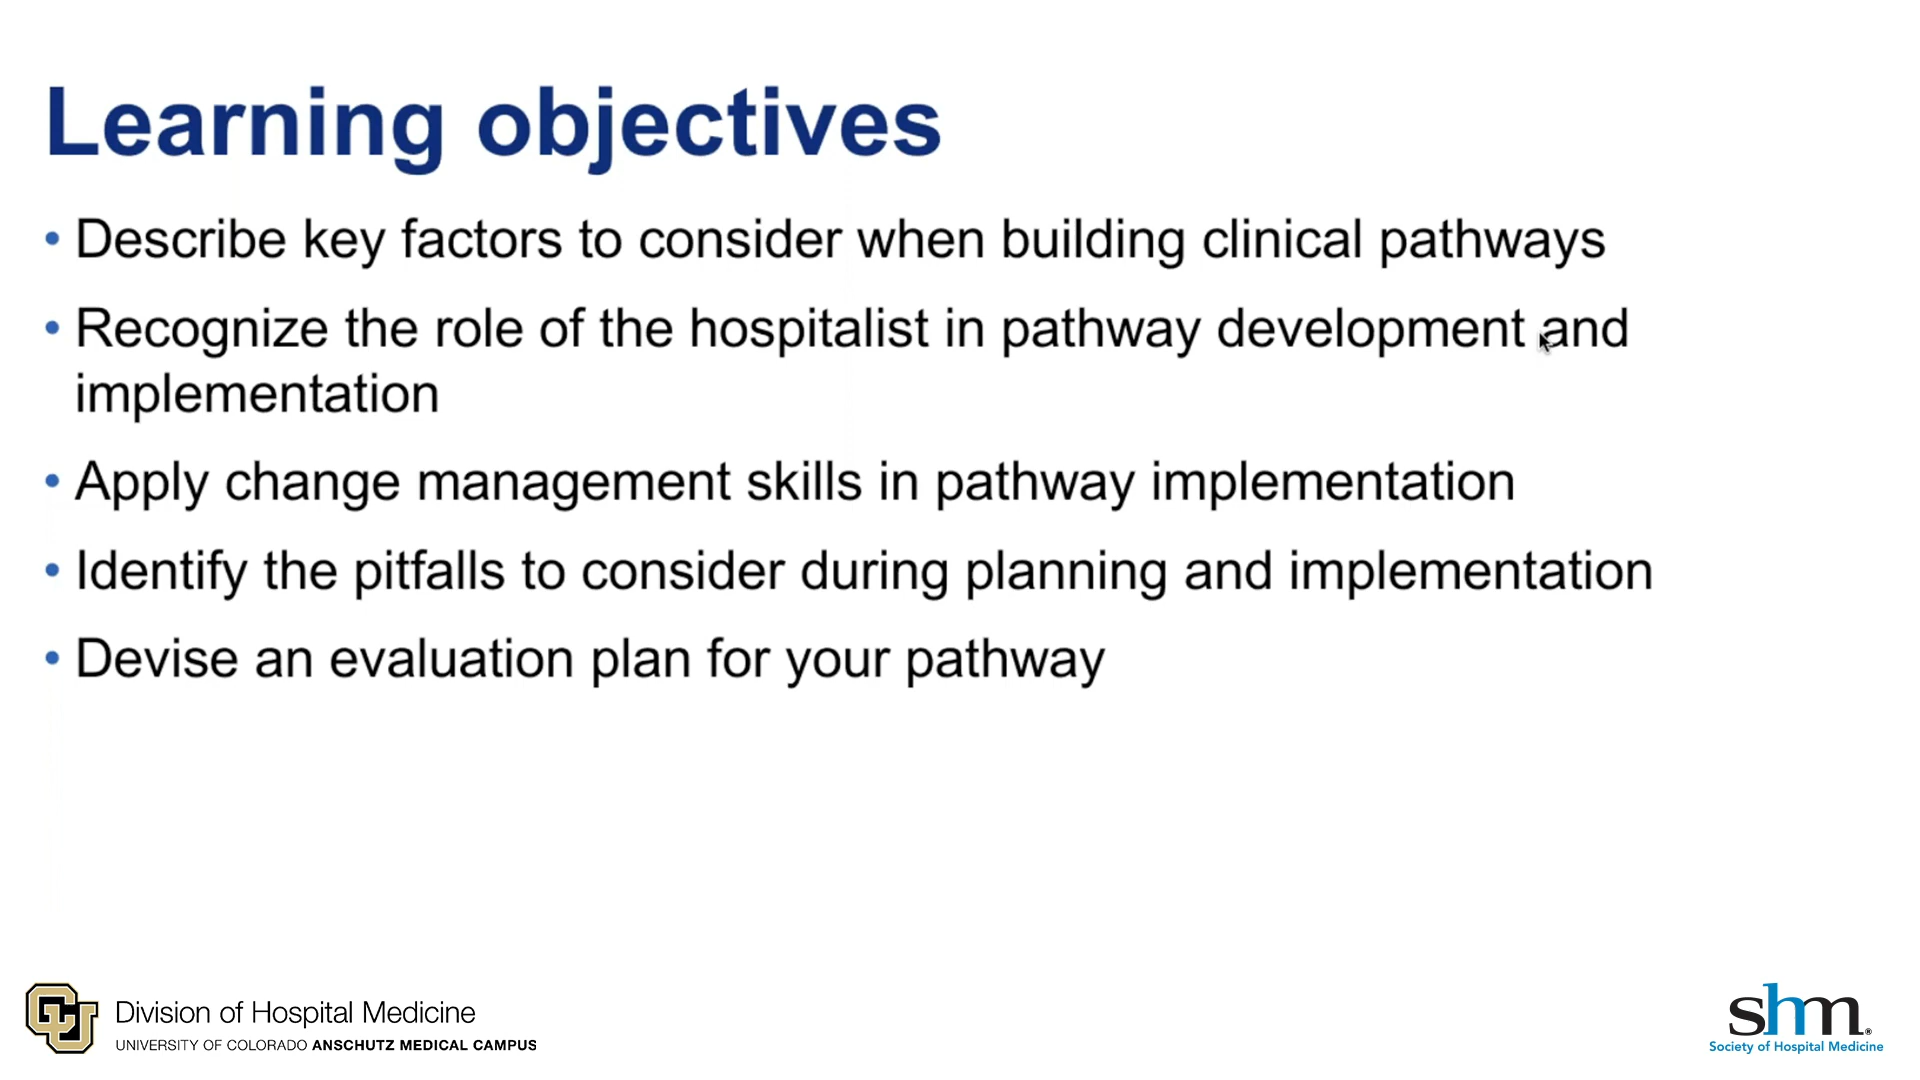 Learning objectives
• Describe key factors to consider when building clinical pathways
• Recognize the role of the hospitalist in pathway development and
implementation
• Apply change management skills in pathway implementation
• Identify the pitfalls to consider during planning and implementation
• Devise an evaluation plan for your pathway
CU
Division of Hospital Medicine
UNIVERSITY OF COLORADO ANSCHUTZ MEDICAL CAMPUS
shm®
Society of Hospital Medicine